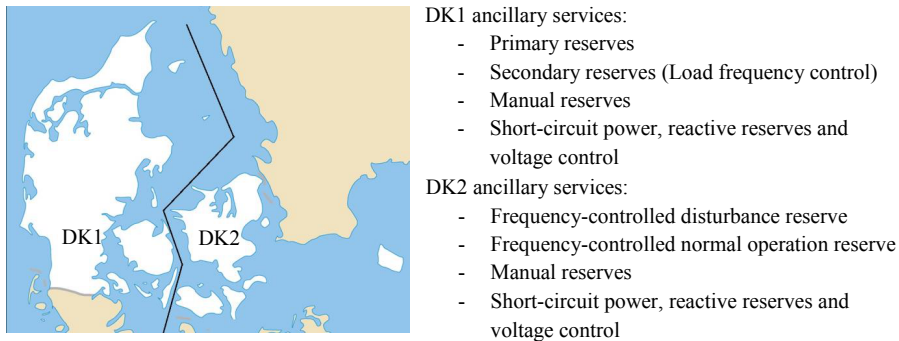 DK1 ancillary services:
- Primary reserves
- Secondary reserves (Load frequency control)
- Manual reserves
- Short-circuit power, reactive reserves and
voltage control
DK2 ancillary services:
- Frequency-controlled disturbance reserve
- Frequency-controlled normal operation reserve
- Manual reserves
- Short-circuit power, reactive reserves and
voltage control
DK1
DK2